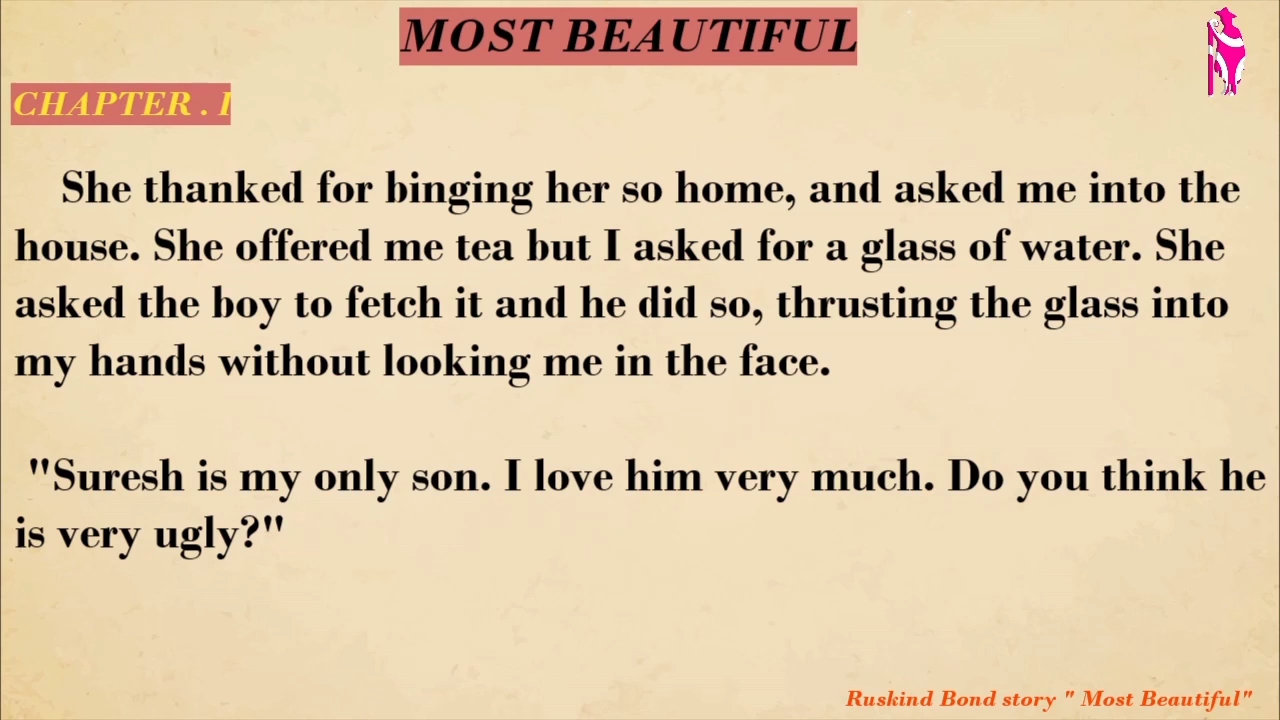 MOST BEAUTIFUL
CHAPTER . I
She thanked for binging her so home, and asked me into the
house. She offered me tea but I asked for a glass of water. She
asked the boy to fetch it and he did so, thrusting the glass into
my hands without looking me in the face.
"Suresh is my only son. I love him very much. Do you think he
is very ugly?"
Ruskind Bond story " Most Beautiful"